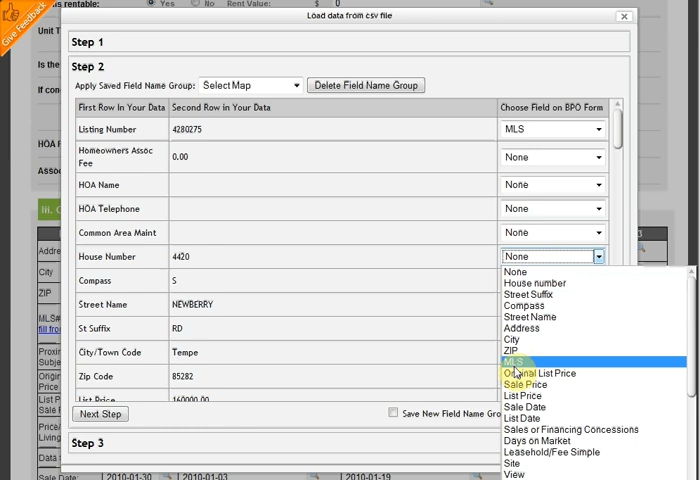 Give Feedback
is rentable: Yes No Rent Value: $ 0
Load data from csv file
Unit T
Is the
If con
HOA F
Assoc
Step 1
Step 2
Apply Saved Field Name Group: Select Map Delete Field Name Group
First Row In Your Data Second Row in Your Data Choose Field on BPO Form
Listing Number 4280275 MLS
Homeowners Assoc Fee 0.00 None
HOA Name None
HOA Telephone None
Common Area Maint None
House Number 4420 None
Compass S
Street Name NEWBERRY
St Suffix RD
City/Town Code Tempe
Zip Code 85282
List Price 160000.00
None
House number
Street Suffix
Compass
Street Name
Address
City
ZIP
MLS
Original List Price
Sale Price
List Price
Sale Date
List Date
Sales or Financing Concessions
Days on Market
Leasehold/Fee Simple
Site
View
Next Step Save New Field Name Gro
Step 3
III. C
Addre
City
ZIP
MLS#
fill from
Proxim
Subje
Origin
Price
List P
Sale
Price/
Living
Data
Sale Date: 2010-01-30 2010-01-03 2010-01-19
3